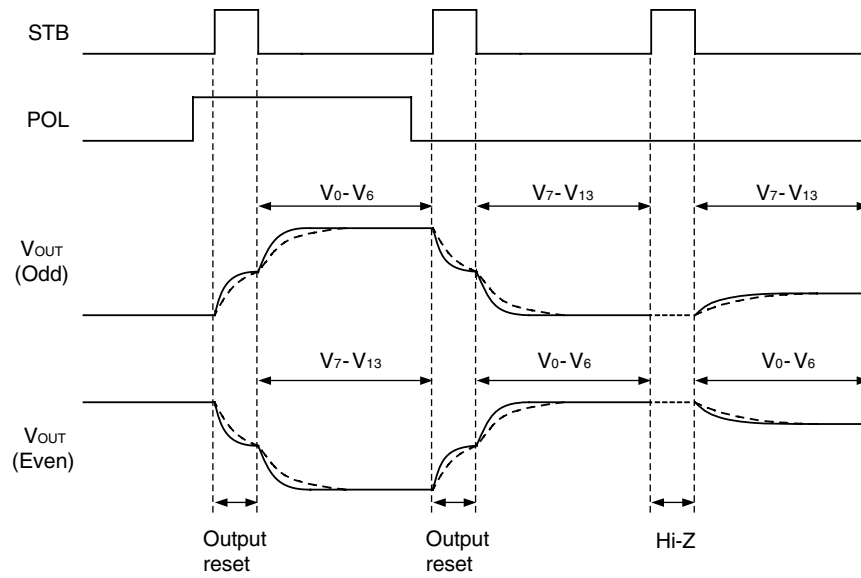 STB
POL
V0-V6
V7-V13
V7-V13
VOUT
(Odd)
V7-V13
V0-V6
V0-V6
VOUT
(Even)
Output
reset
Output
reset
Hi-Z